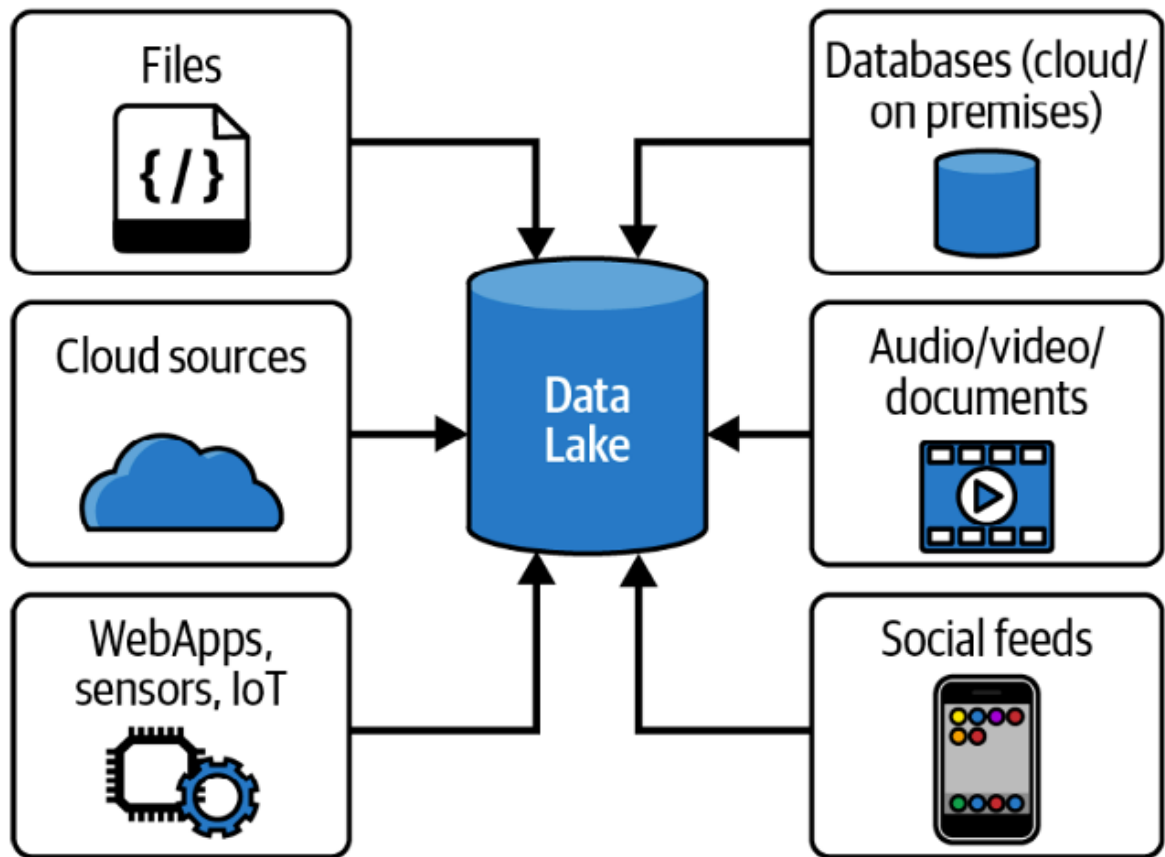 Files
{/}
Databases (cloud/
on premises)
Cloud sources
Data
Lake
Audio/video/
documents
WebApps,
sensors, IoT
Social feeds